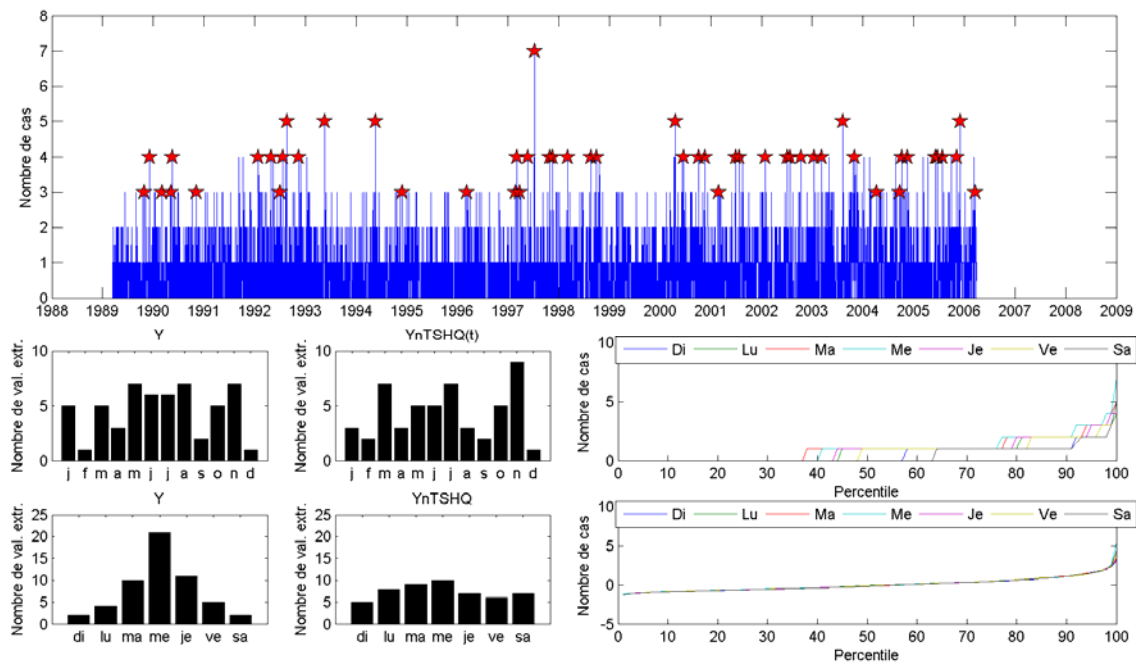 8
7
6
5
4
3
2
1
0
Nombre de cas
1988 1989 1990 1991 1992 1993 1994 1995 1996 1997 1998 1999 2000 2001 2002 2003 2004 2005 2006 2007 2008 2009
Y
10
5
0
Nombre de val. extr.
j f m a m j j a s o n d
YnTSHQ(t)
10
5
0
Nombre de val. extr.
j f m a m j j a s o n d
Di Lu Ma Me Je Ve Sa
10
5
0
Nombre de cas
0 10 20 30 40 50 60 70 80 90 100
Percentile
Y
25
20
15
10
5
0
Nombre de val. extr.
di lu ma me je ve sa
YnTSHQ
25
20
15
10
5
0
Nombre de val. extr.
di lu ma me je ve sa
Di Lu Ma Me Je Ve Sa
10
5
0
-5
Nombre de cas
0 10 20 30 40 50 60 70 80 90 100
Percentile